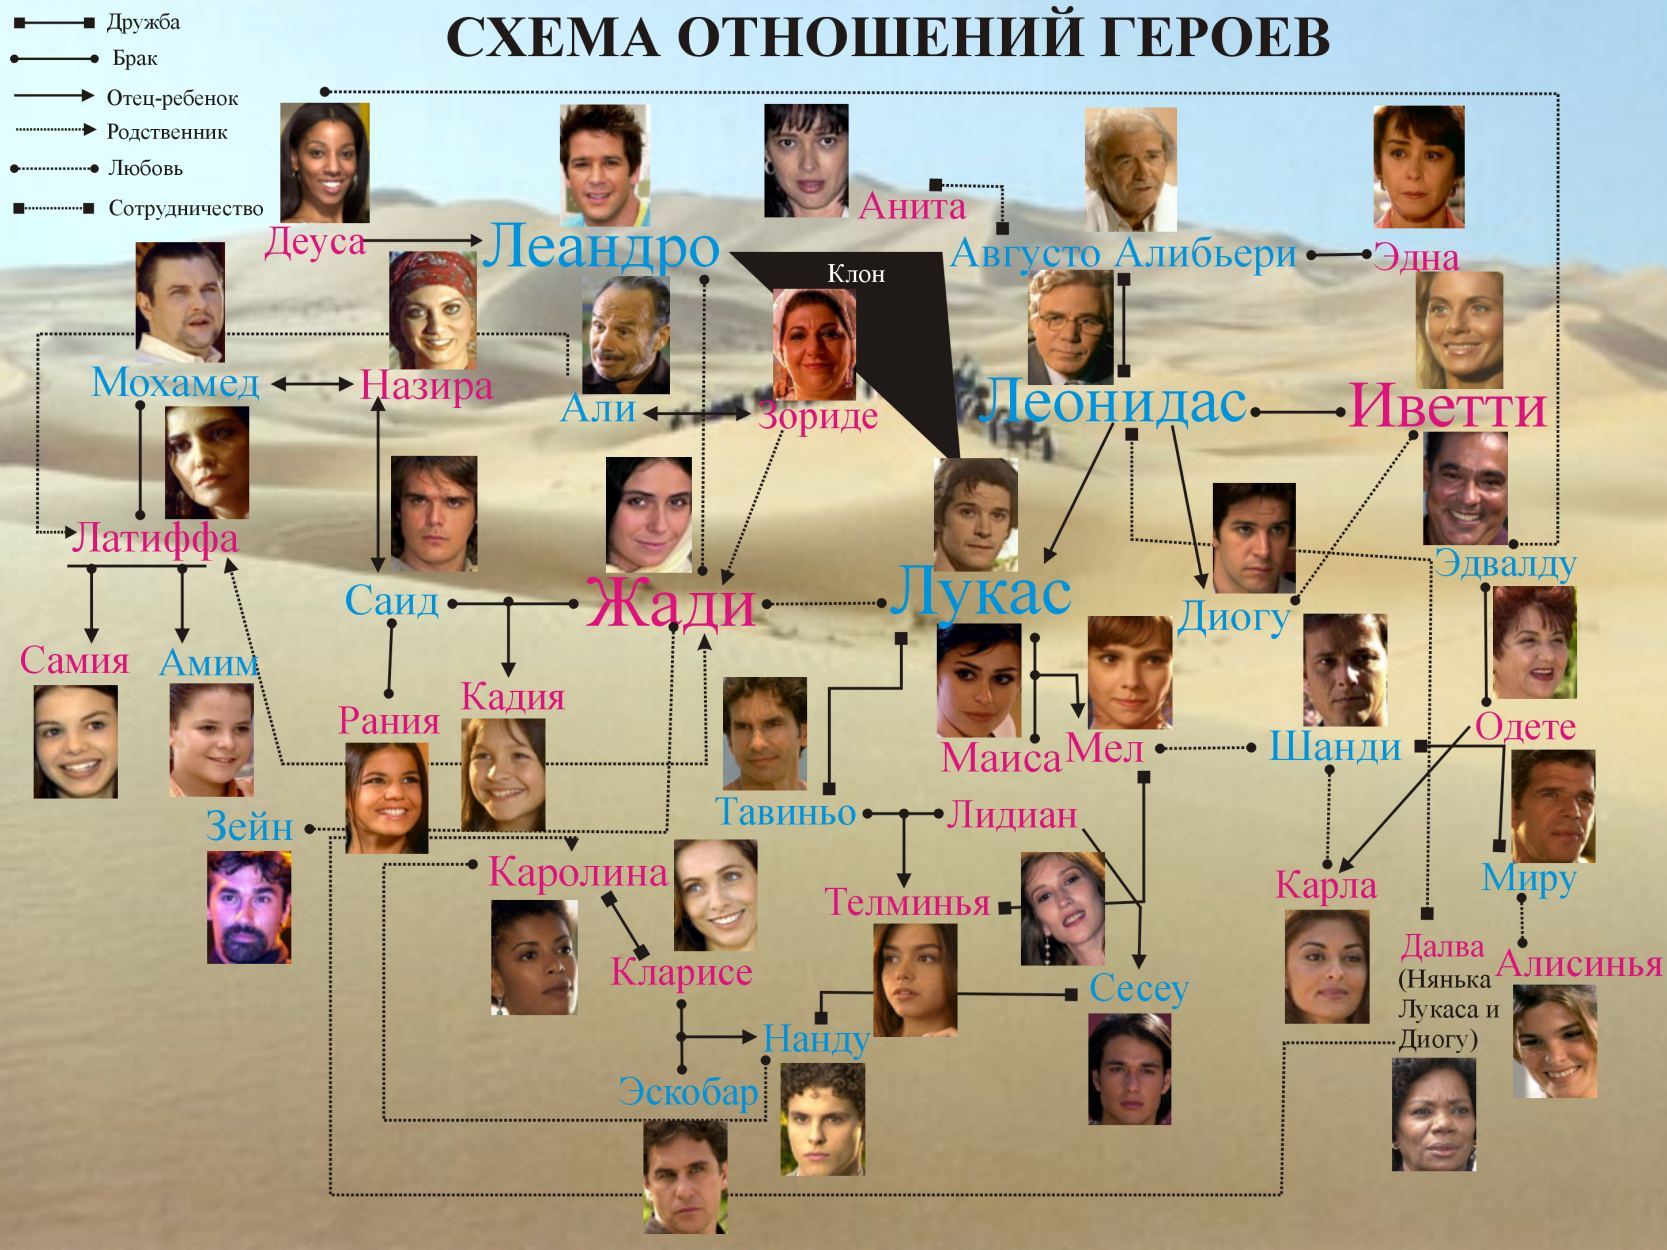 СХЕМА ОТНОШЕНИЙ ГЕРОЕВ
Дружба
Брак
Отец-ребенок
Родственник
Любовь
Сотрудничество
Деуса
Леандро
Анита
Августо Алибьери
Эдна
Клон
Мохамед
Назира
Али
Зориде
Леонидас
Иветти
Латиффа
Эдвалду
Саид
Жади
Лукас
Диогу
Самия
Амим
Рания
Кадия
Маиса
Мел
Шанди
Одете
Зейн
Тавиньо
Лидиан
Каролина
Телминья
Карла
Миру
Кларисе
Сесеу
Далва
(Нянька
Лукаса и
Диогу)
Алисинья
Нанду
Эскобар